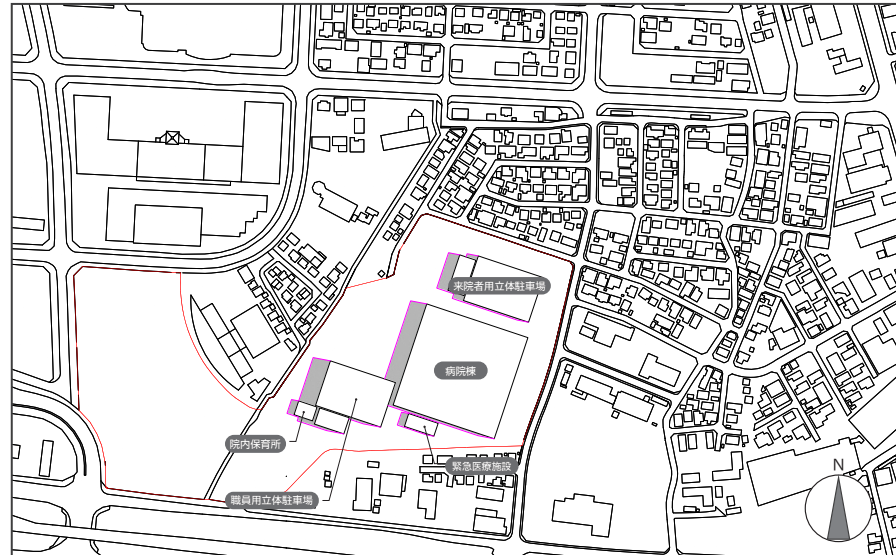 来院者用立体駐車場
病院棟
院内保育所
緊急医療施設
職員用立体駐車場
N